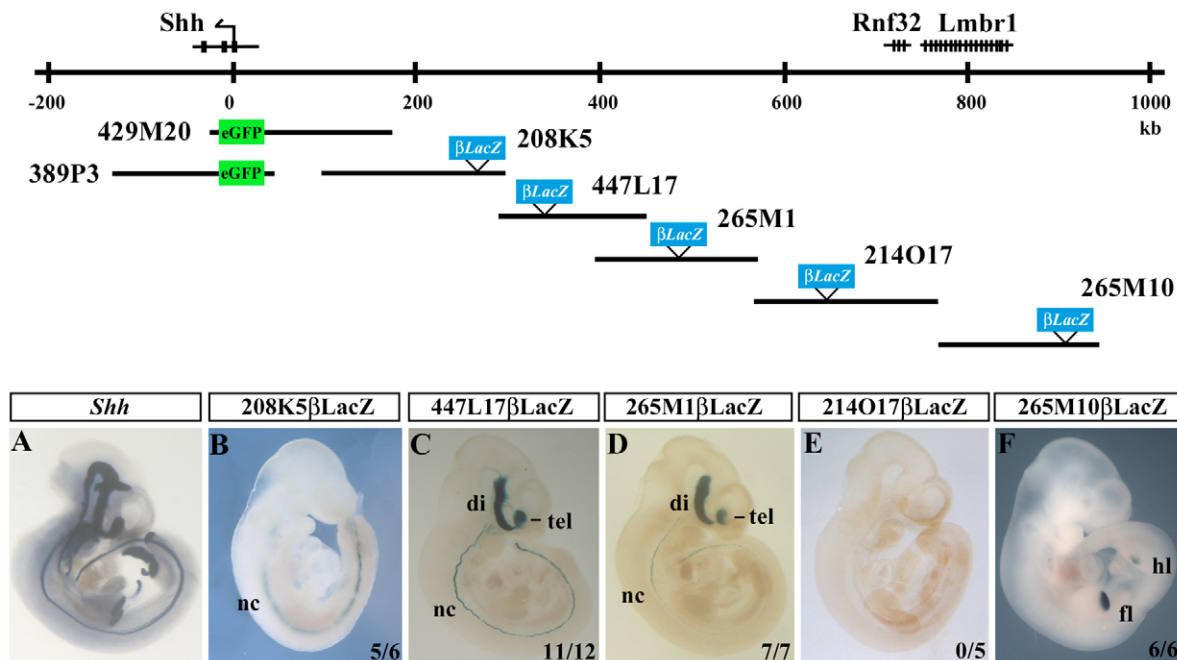 Shh Rnf32 Lmbr1
-200 0 200 400 600 800 1000
kb
429M20 eGFP
βLacZ 208K5
389P3 eGFP
βLacZ 447L17
βLacZ 265M1
βLacZ 214O17
βLacZ 265M10
Shh 208K5βLacZ 447L17βLacZ 265M1βLacZ 214O17βLacZ 265M10βLacZ
A B C D E F
di tel di tel
nc nc nc fl hl
5/6 11/12 7/7 0/5 6/6